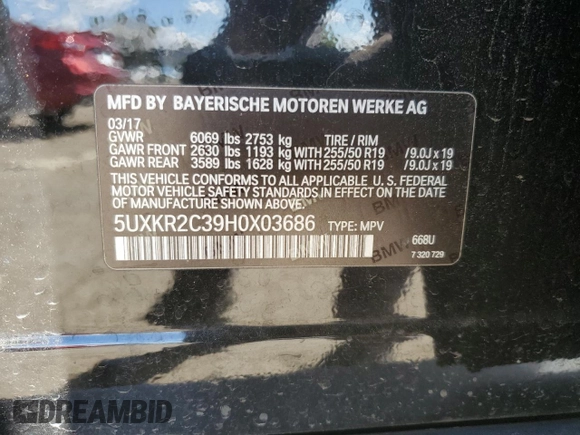 MFD BY BAYERISCHE MOTOREN WERKE AG
03/17
GVWR 6069 lbs 2753 kg TIRE / RIM
GAWR FRONT 2630 lbs 1193 kg WITH 255/50 R19 /9.0J x 19
GAWR REAR 3589 lbs 1628 kg WITH 255/50 R19 /9.0J x 19
THIS VEHICLE CONFORMS TO ALL APPLICABLE U. S. FEDERAL
MOTOR VEHICLE SAFETY STANDARDS IN EFFECT ON THE DATE
OF MANUFACTURE SHOWN ABOVE.
5UXKR2C39H0X03686 TYPE: MPV
668U
7 320 729
BMW
BMW
DREAMBID